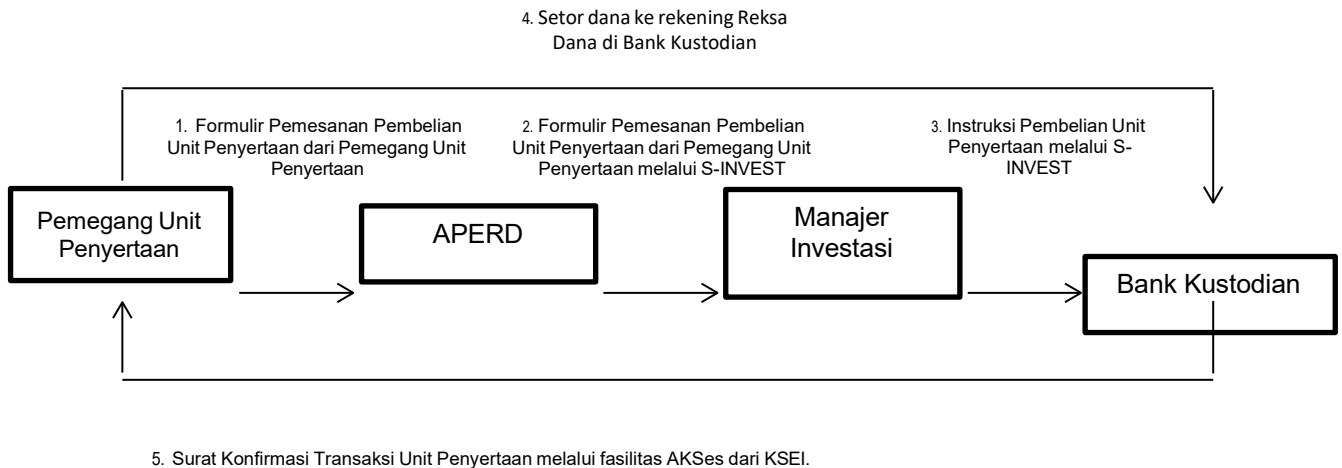 4. Setor dana ke rekening Reksa
Dana di Bank Kustodian
1. Formulir Pemesanan Pembelian
Unit Penyertaan dari Pemegang Unit
Penyertaan
2. Formulir Pemesanan Pembelian
Unit Penyertaan dari Pemegang Unit
Penyertaan melalui S-INVEST
3. Instruksi Pembelian Unit
Penyertaan melalui S-
INVEST
Pemegang Unit
Penyertaan
APERD
Manajer
Investasi
Bank Kustodian
5. Surat Konfirmasi Transaksi Unit Penyertaan melalui fasilitas AKSes dari KSEI.